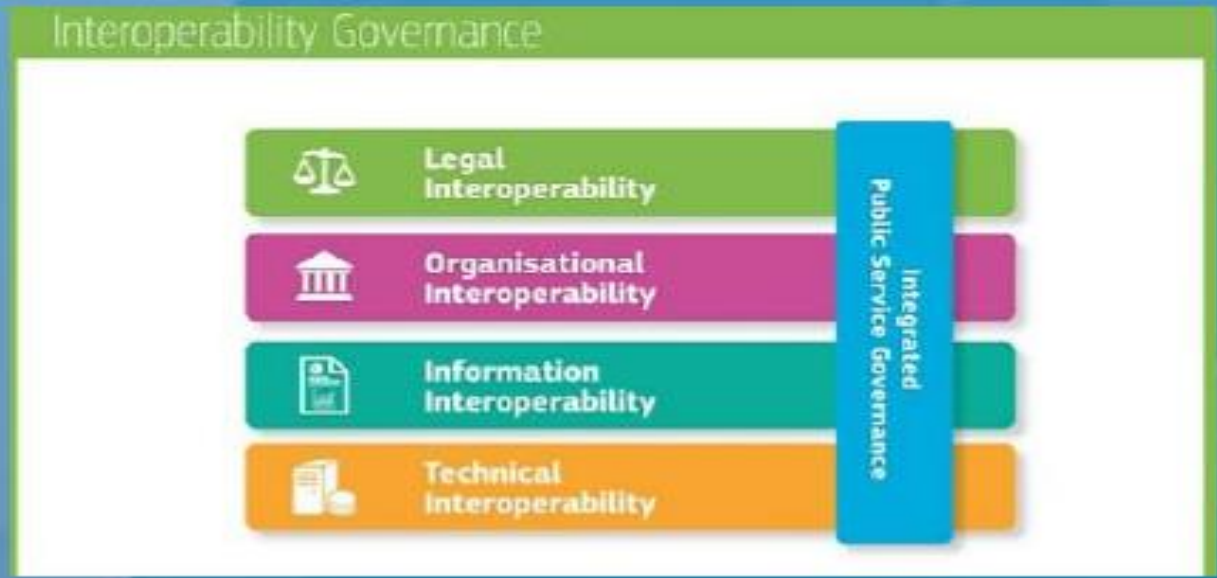 Interoperability Governance
Legal
Interoperability
Organisational
Interoperability
Information
Interoperability
Technical
Interoperability
Integrated
Public Service Governance